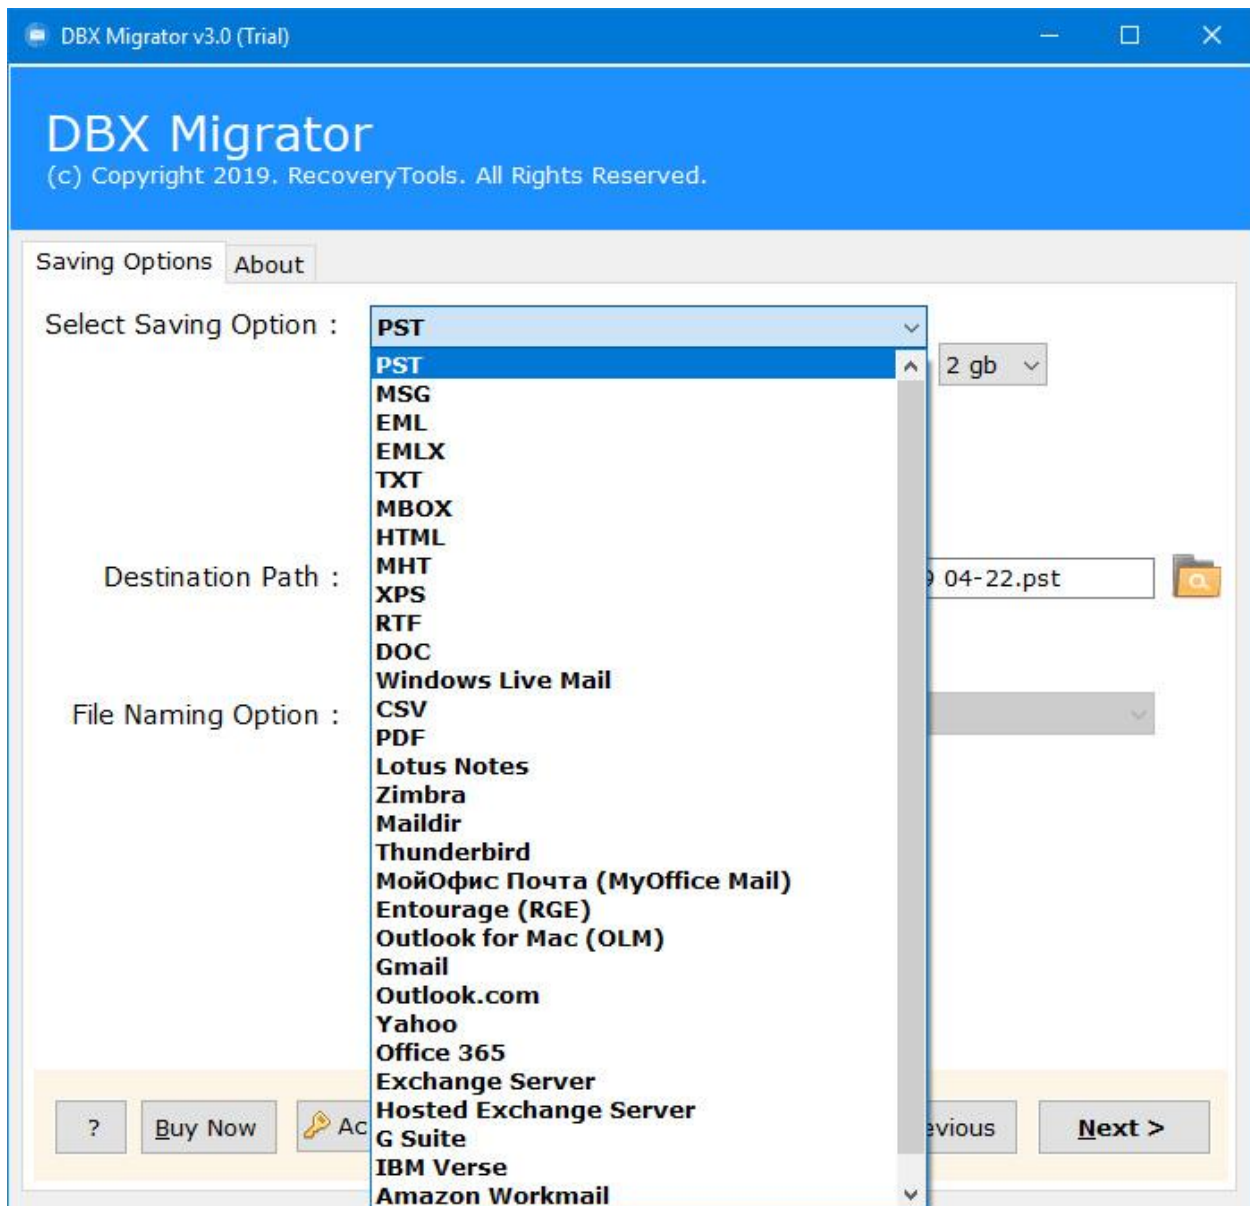 DBX Migrator v3.0 (Trial)
DBX Migrator
(c) Copyright 2019. RecoveryTools. All Rights Reserved.
Saving Options About
Select Saving Option : PST
PST
2 gb
MSG
EML
EMLX
TXT
MBOX
HTML
MHT
Destination Path : 04-22.pst
XPS
RTF
DOC
Windows Live Mail
CSV
File Naming Option :
PDF
Lotus Notes
Zimbra
Maildir
Thunderbird
МойОфис Почта (MyOffice Mail)
Entourage (RGE)
Outlook for Mac (OLM)
Gmail
Outlook.com
Yahoo
Office 365
Exchange Server
Hosted Exchange Server
G Suite
IBM Verse
Amazon Workmail
? Buy Now Next >